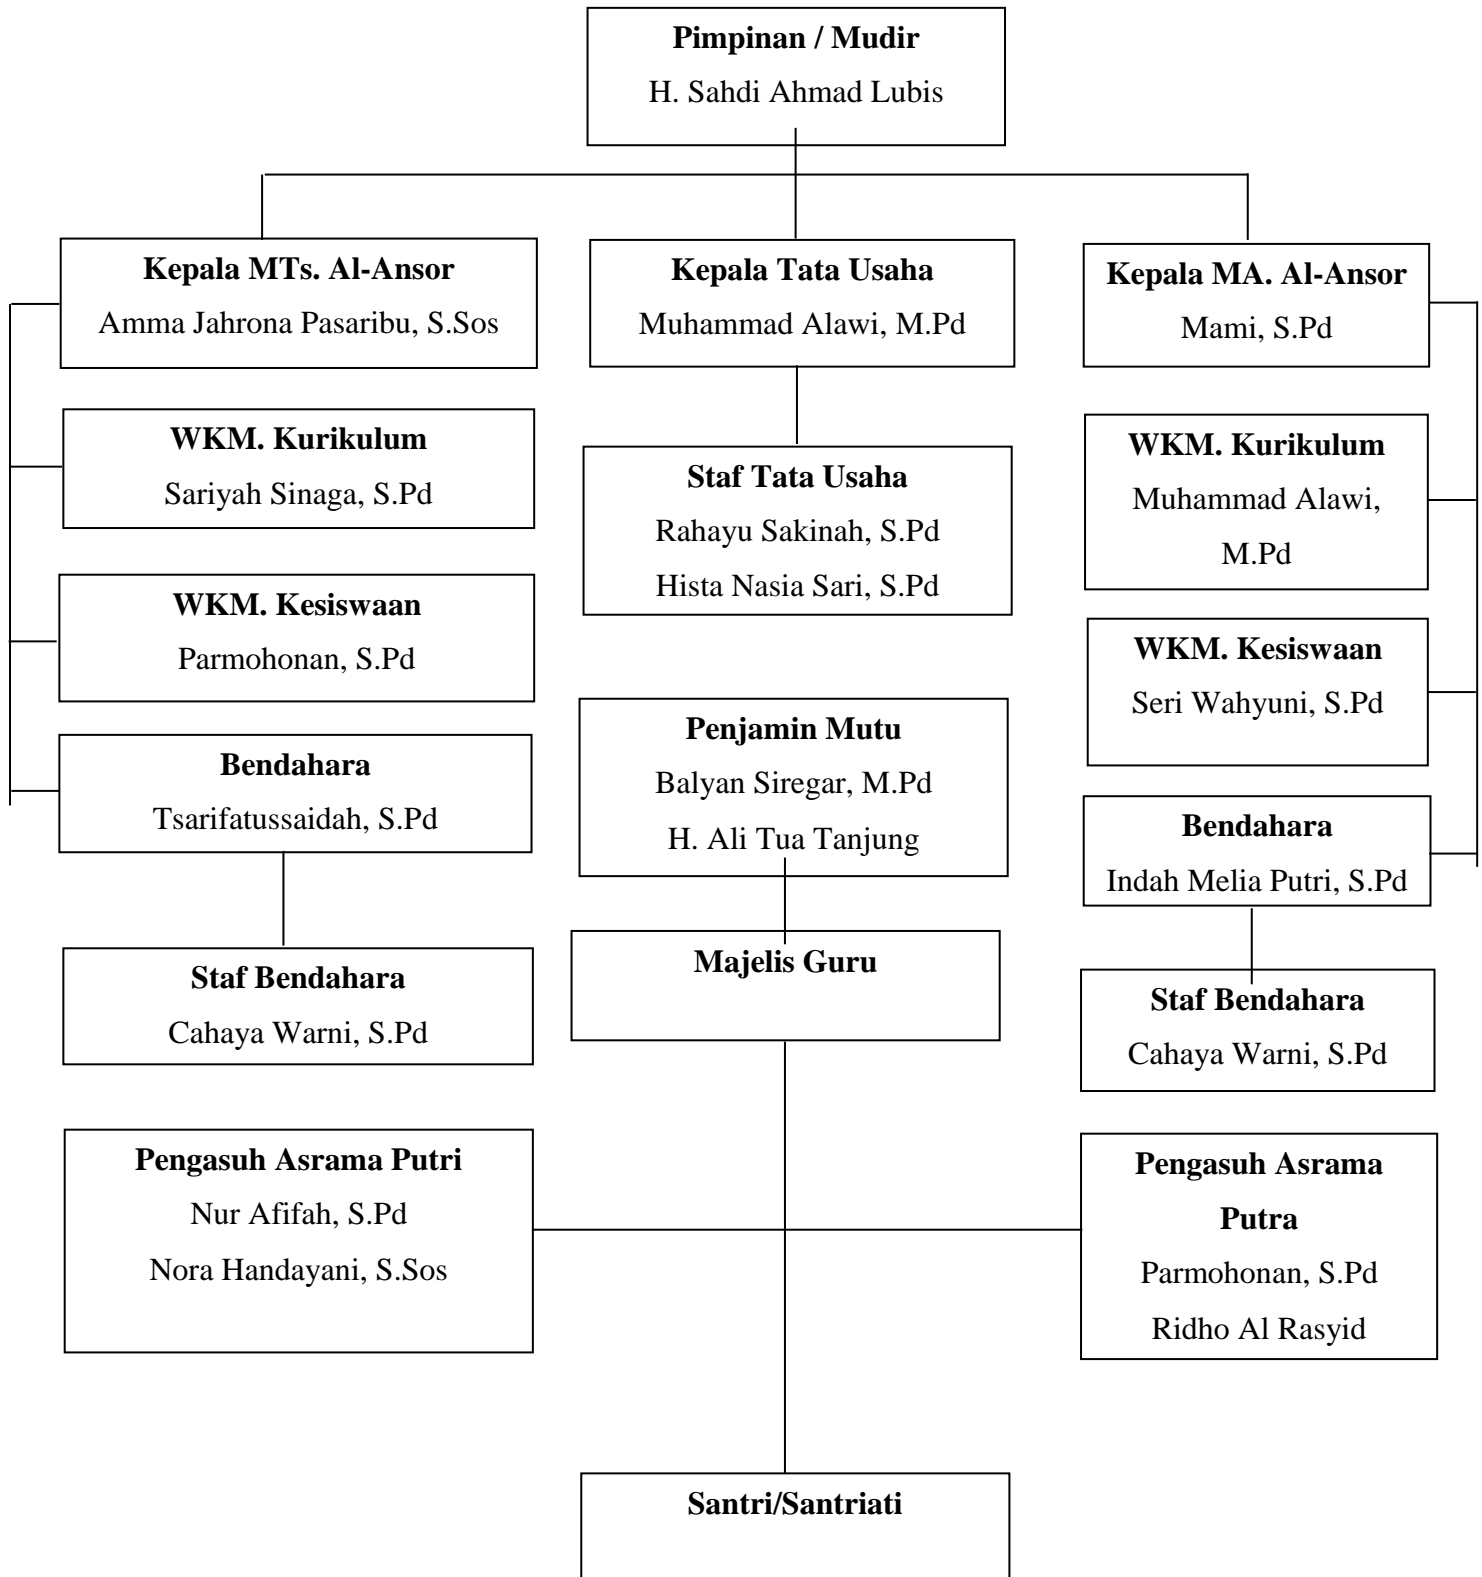 Pimpinan / Mudir
H. Sahdi Ahmad Lubis
Kepala MTs. Al-Ansor
Amma Jahrona Pasaribu, S.Sos
Kepala Tata Usaha
Muhammad Alawi, M.Pd
Kepala MA. Al-Ansor
Mami, S.Pd
WKM. Kurikulum
Sariyah Sinaga, S.Pd
Staf Tata Usaha
Rahayu Sakinah, S.Pd
Hista Nasia Sari, S.Pd
WKM. Kurikulum
Muhammad Alawi,
M.Pd
WKM. Kesiswaan
Parmohonan, S.Pd
WKM. Kesiswaan
Seri Wahyuni, S.Pd
Penjamin Mutu
Balyan Siregar, M.Pd
H. Ali Tua Tanjung
Bendahara
Tsarifatussaidah, S.Pd
Bendahara
Indah Melia Putri, S.Pd
Staf Bendahara
Cahaya Warni, S.Pd
Majelis Guru
Staf Bendahara
Cahaya Warni, S.Pd
Pengasuh Asrama Putri
Nur Afifah, S.Pd
Nora Handayani, S.Sos
Pengasuh Asrama
Putra
Parmohonan, S.Pd
Ridho Al Rasyid
Santri/Santriati